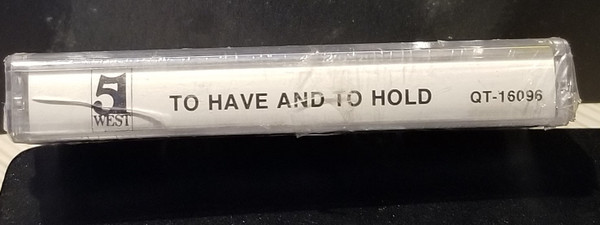 5
WEST
TO HAVE AND TO HOLD
QT-16096